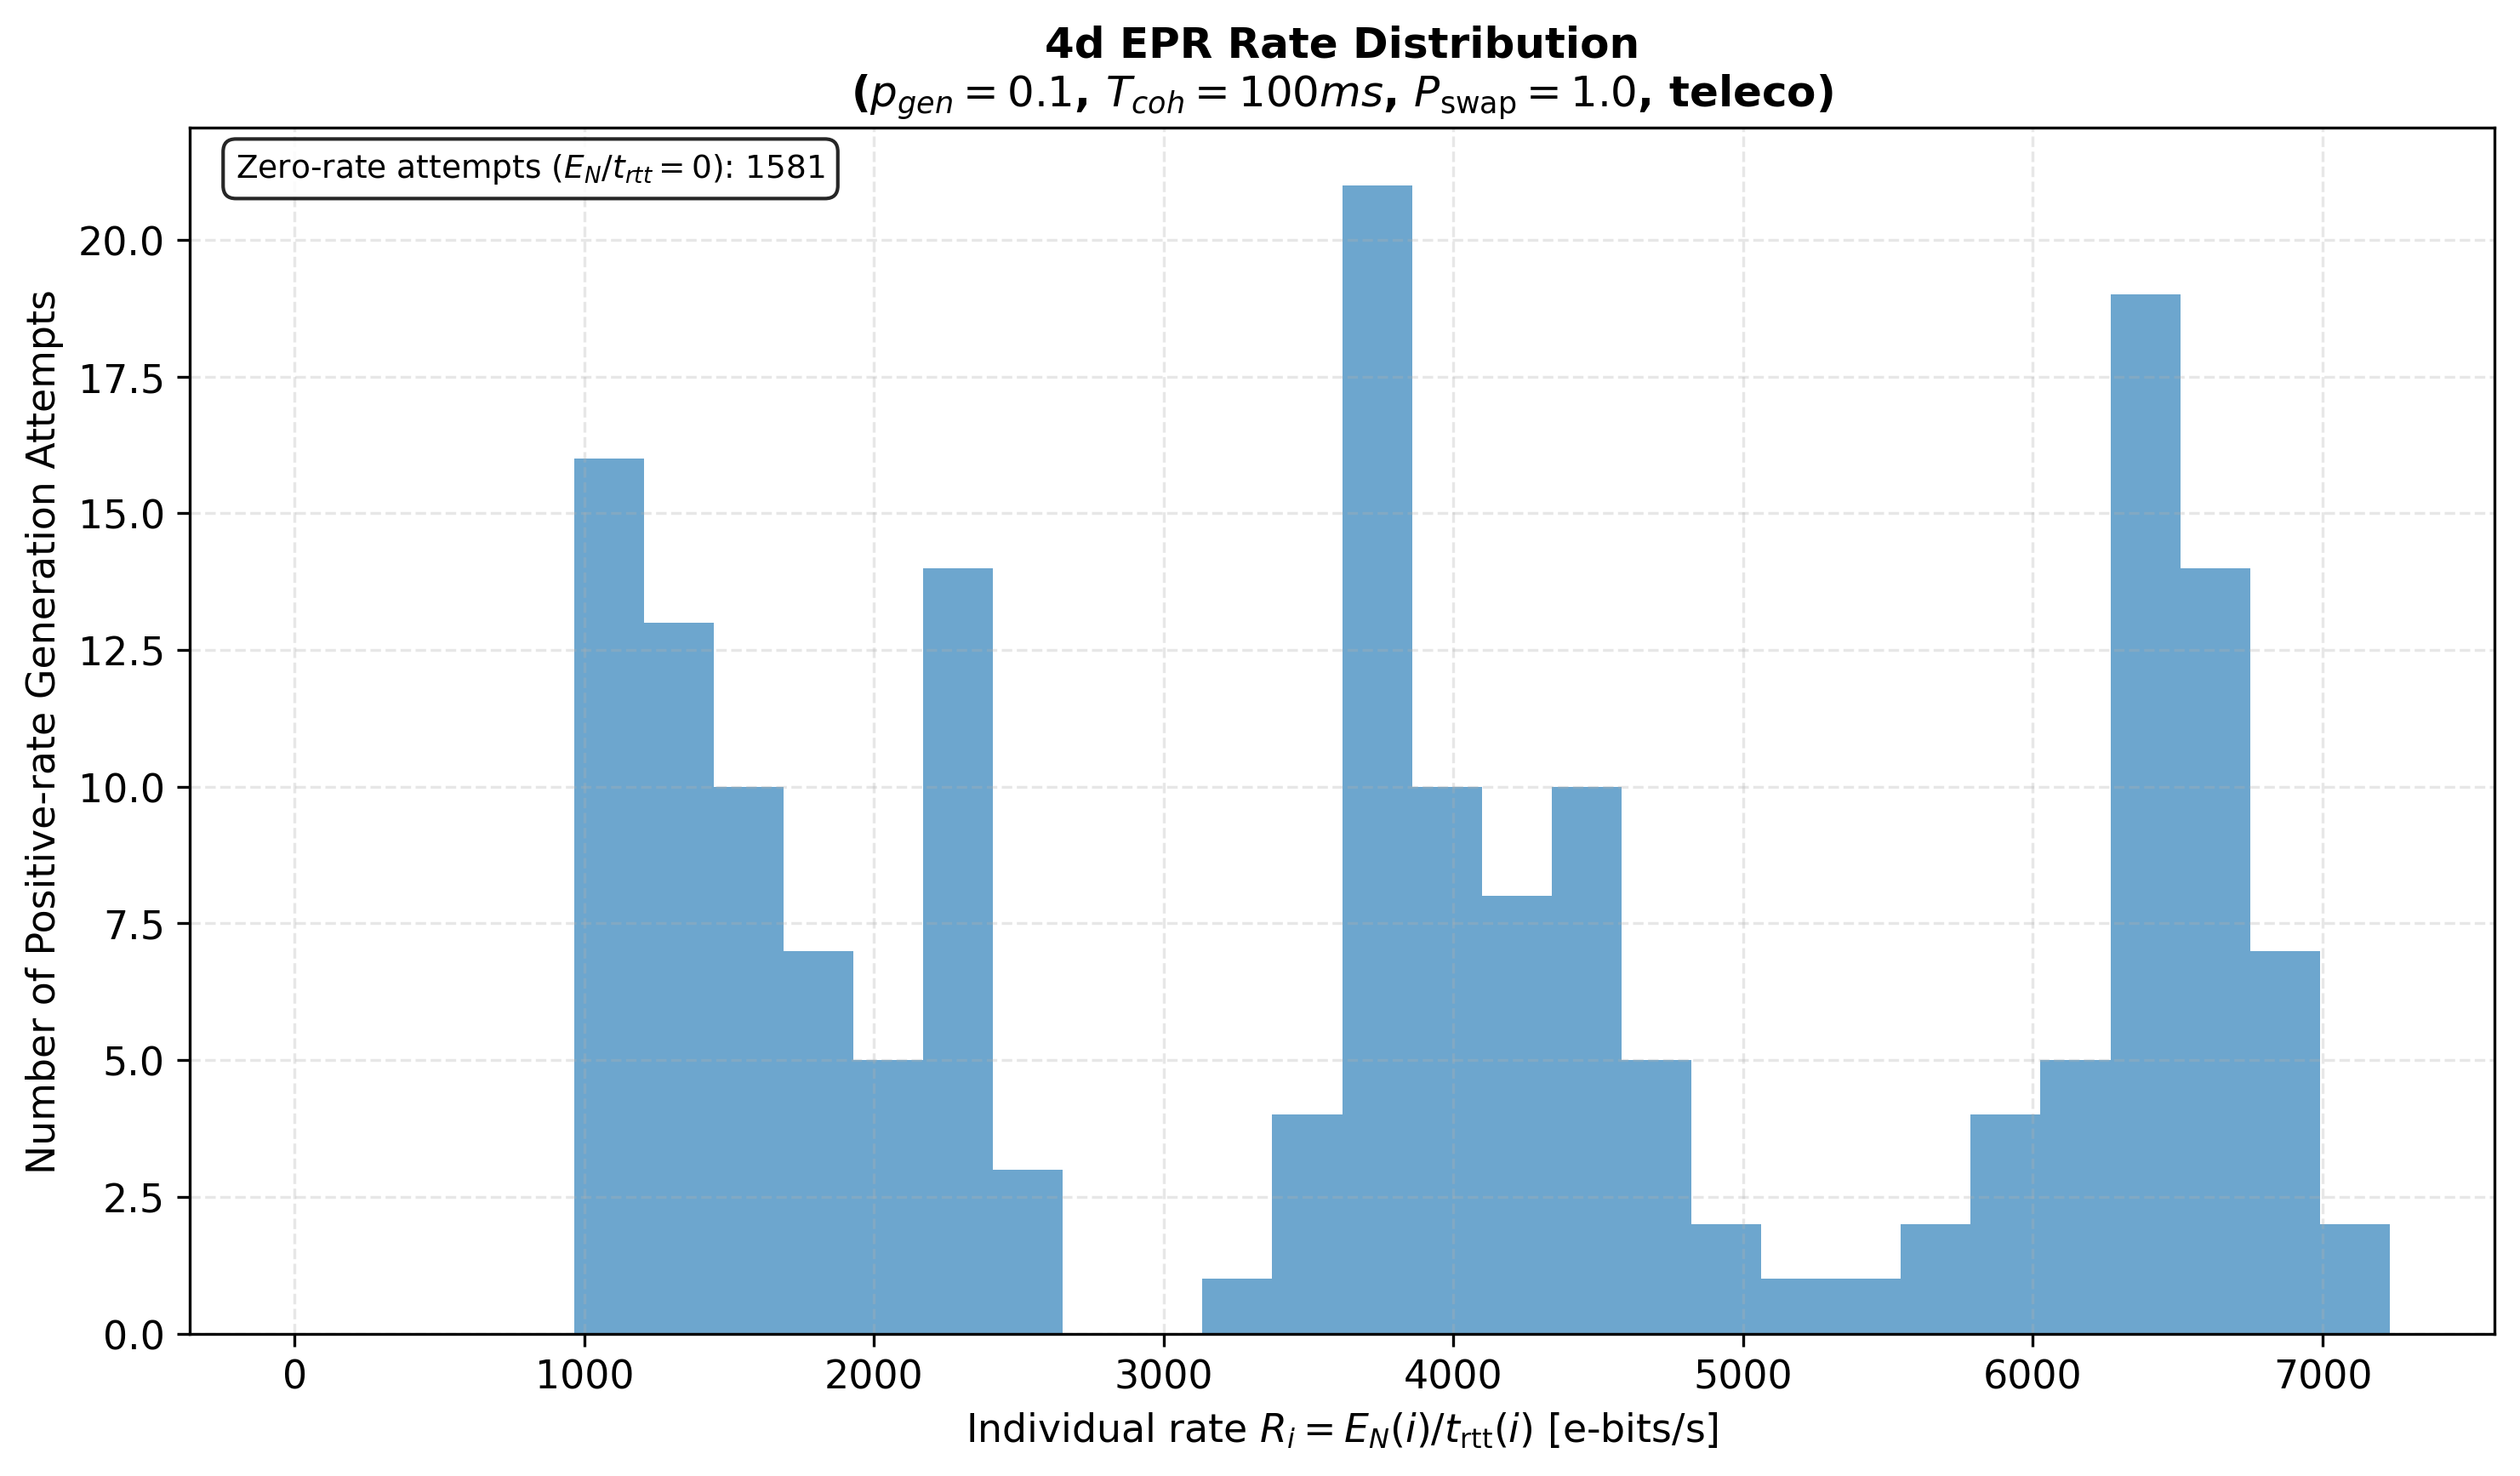 4d EPR Rate Distribution
(p_gen = 0.1, T_coh = 100ms, P_swap = 1.0, teleco)
Zero-rate attempts (E_N/t_rtt = 0): 1581
Number of Positive-rate Generation Attempts
20.0
17.5
15.0
12.5
10.0
7.5
5.0
2.5
0.0
0 1000 2000 3000 4000 5000 6000 7000
Individual rate R_i = E_N(i)/t_rtt(i) [e-bits/s]